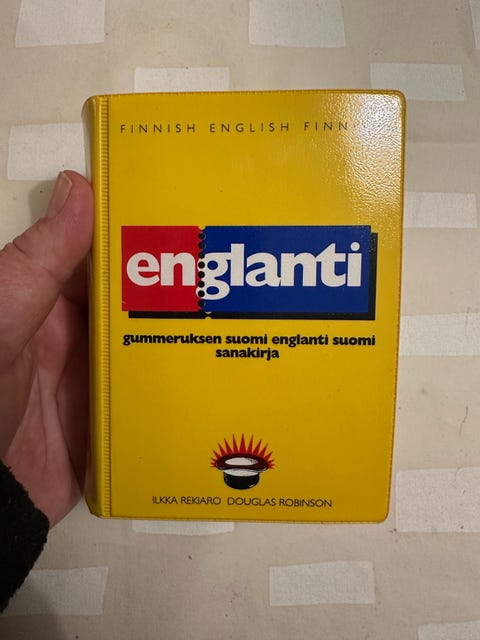 FINNISH ENGLISH FINN
englanti
gummeruksen suomi englanti suomi
sanakirja
ILKKA REKIARO DOUGLAS ROBINSON